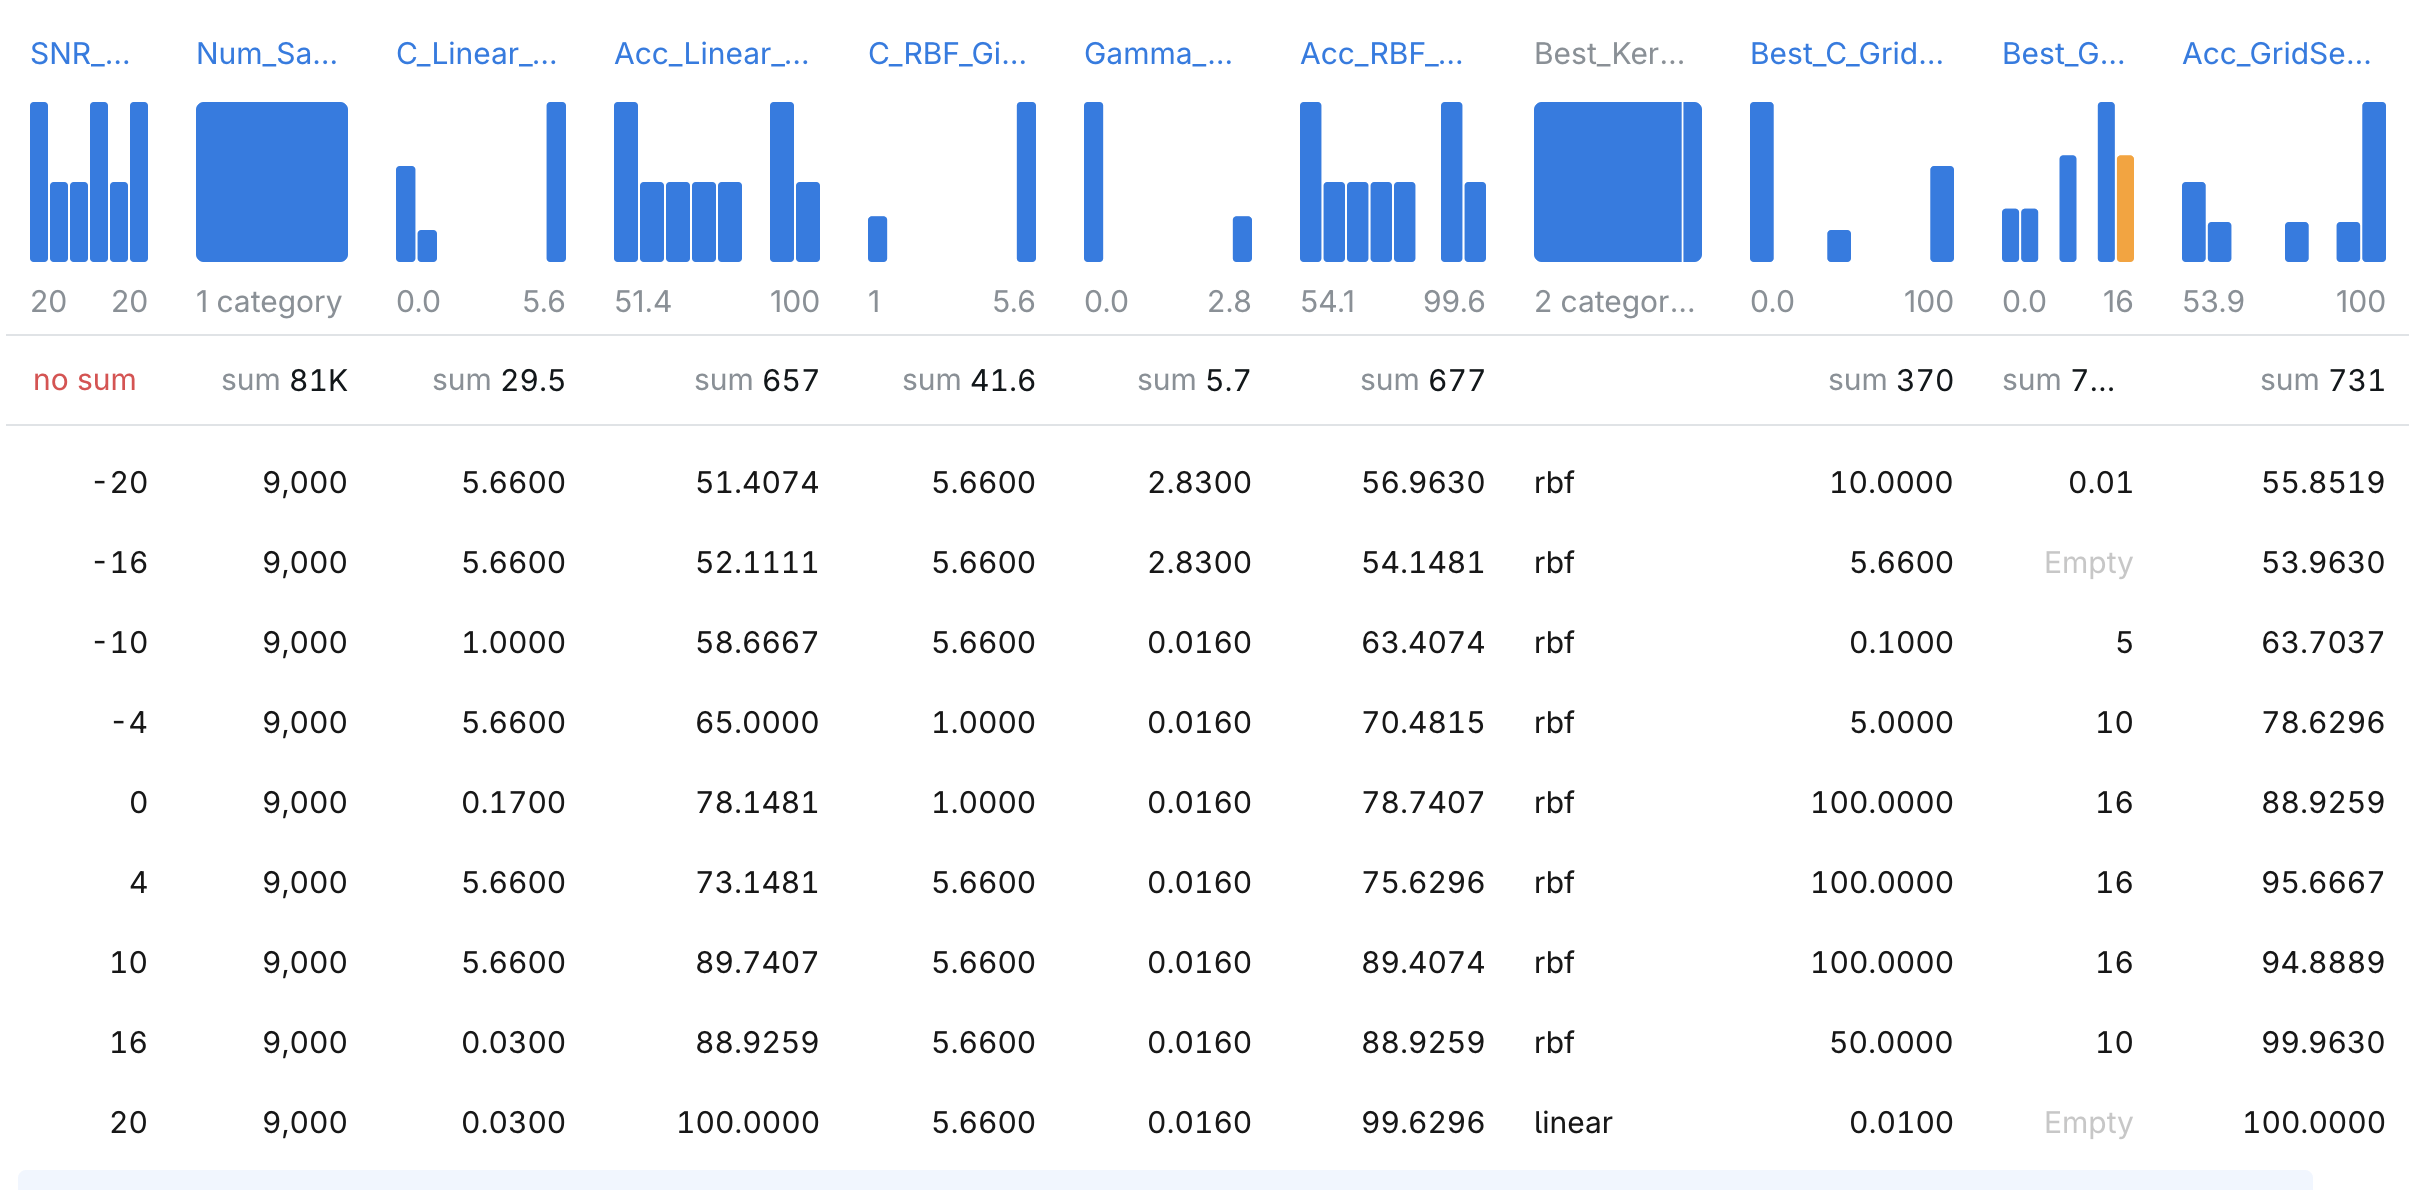 SNR_... Num_Sa... C_Linear_... Acc_Linear_... C_RBF_Gi... Gamma_... Acc_RBF_... Best_Ker... Best_C_Grid... Best_G... Acc_GridSe...
20 20 1 category 0.0 5.6 51.4 100 1 5.6 0.0 2.8 54.1 99.6 2 categor... 0.0 100 0.0 16 53.9 100
no sum sum 81K sum 29.5 sum 657 sum 41.6 sum 5.7 sum 677 sum 370 sum 7... sum 731
-20 9,000 5.6600 51.4074 5.6600 2.8300 56.9630 rbf 10.0000 0.01 55.8519
-16 9,000 5.6600 52.1111 5.6600 2.8300 54.1481 rbf 5.6600 Empty 53.9630
-10 9,000 1.0000 58.6667 5.6600 0.0160 63.4074 rbf 0.1000 5 63.7037
-4 9,000 5.6600 65.0000 1.0000 0.0160 70.4815 rbf 5.0000 10 78.6296
0 9,000 0.1700 78.1481 1.0000 0.0160 78.7407 rbf 100.0000 16 88.9259
4 9,000 5.6600 73.1481 5.6600 0.0160 75.6296 rbf 100.0000 16 95.6667
10 9,000 5.6600 89.7407 5.6600 0.0160 89.4074 rbf 100.0000 16 94.8889
16 9,000 0.0300 88.9259 5.6600 0.0160 88.9259 rbf 50.0000 10 99.9630
20 9,000 0.0300 100.0000 5.6600 0.0160 99.6296 linear 0.0100 Empty 100.0000